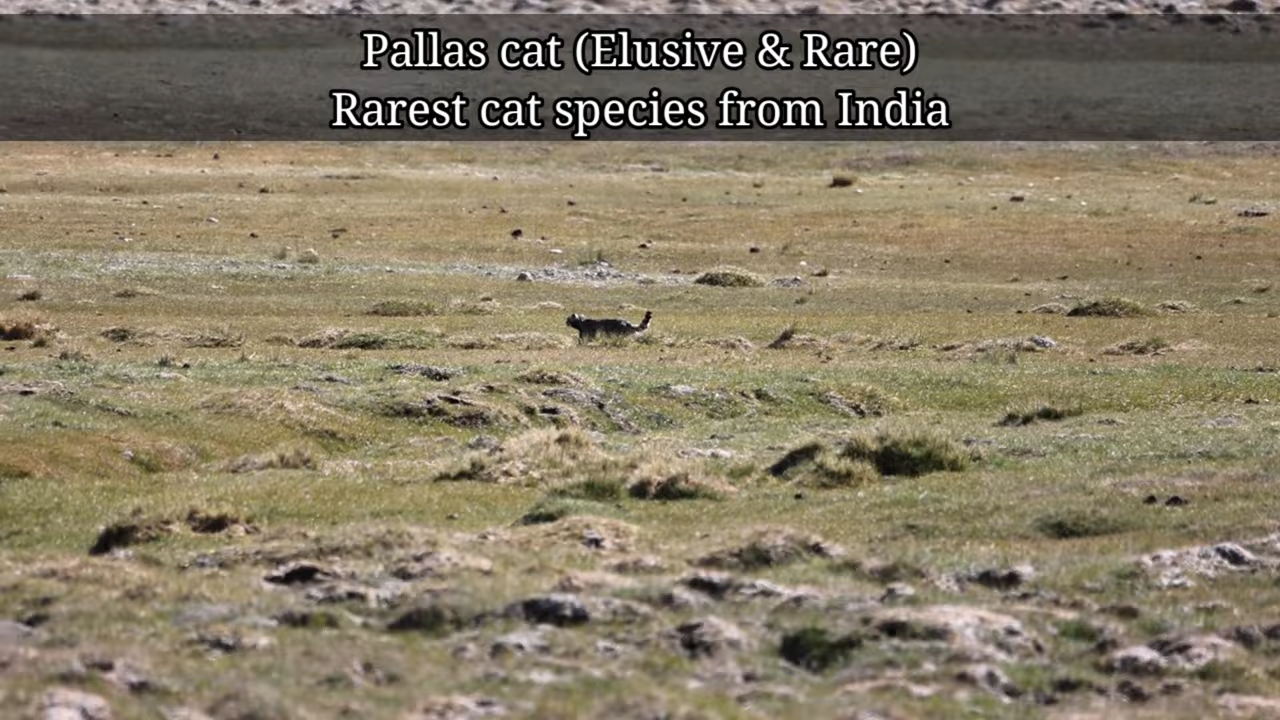 Pallas cat (Elusive & Rare)
Rarest cat species from India